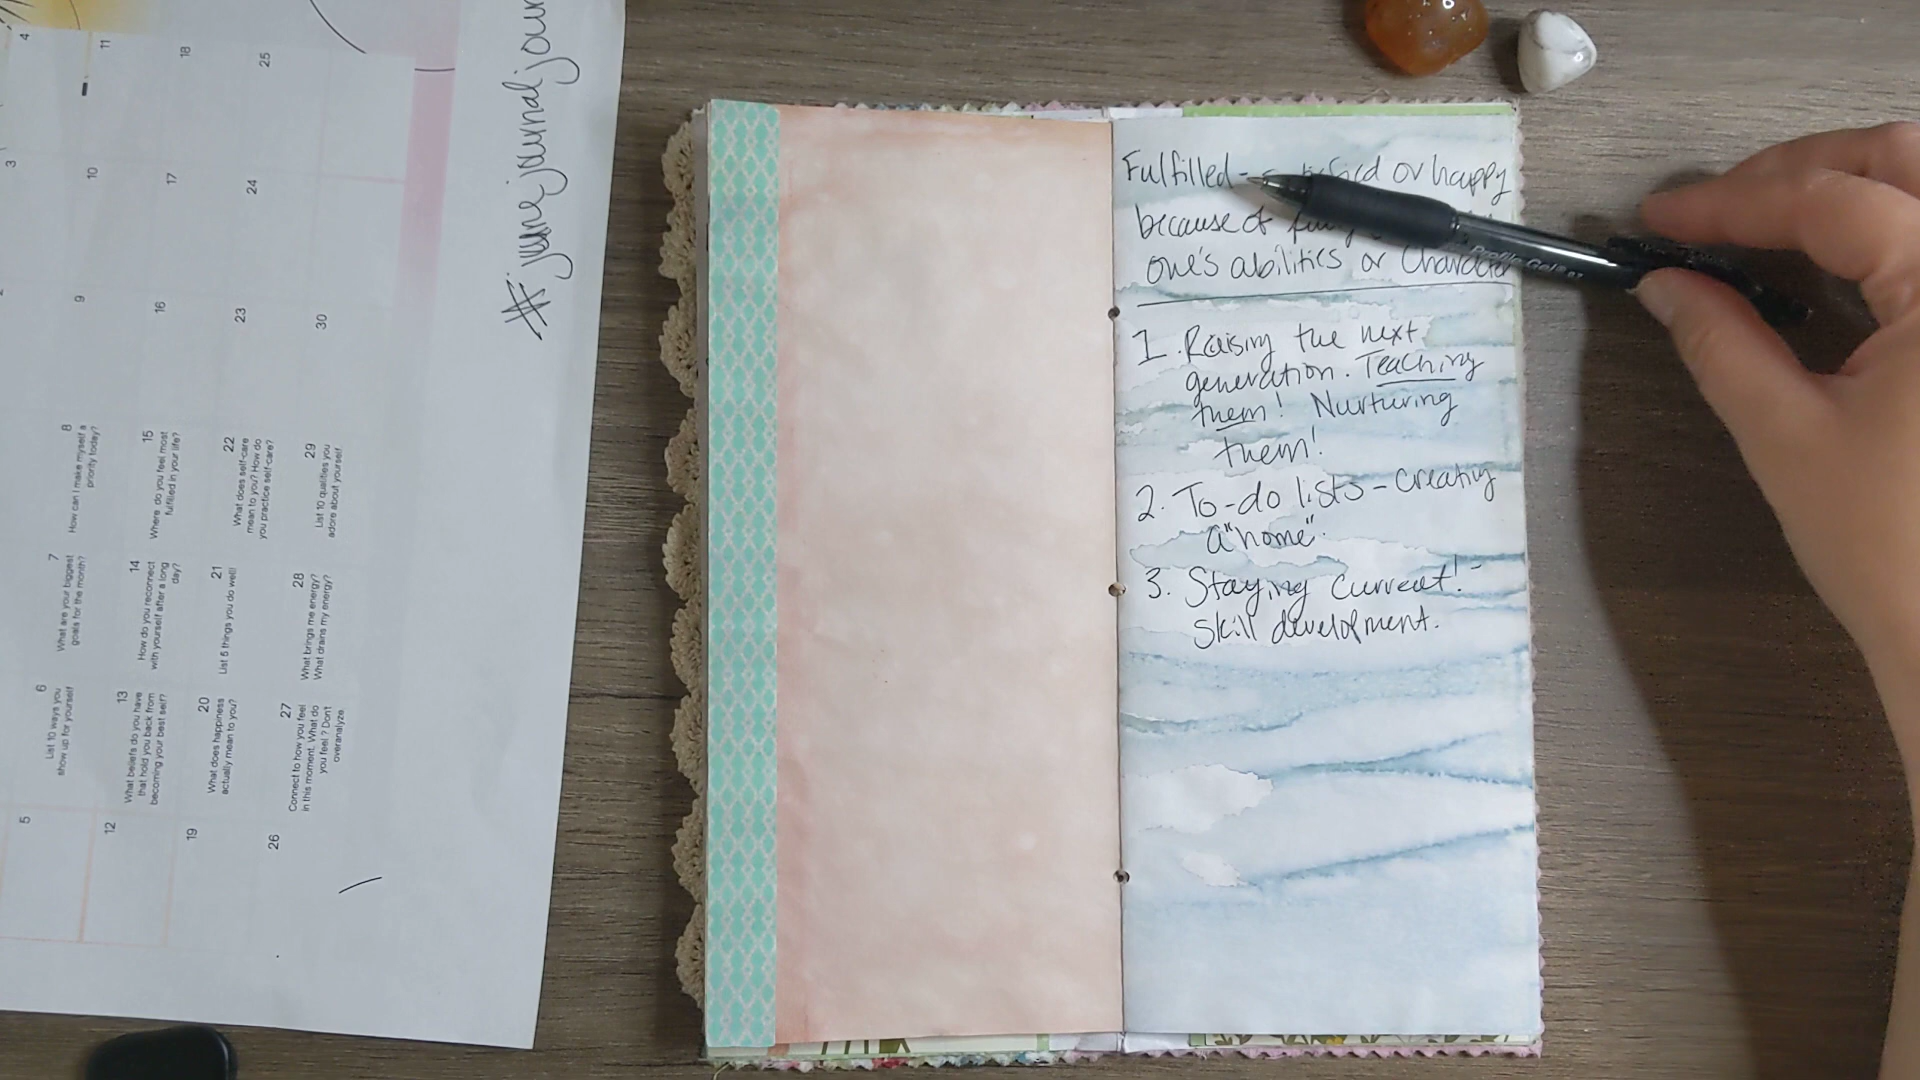 #junejournaljour
4
11
18
25
3
10
17
24
9
16
23
30
8
How can I make myself a
priority today?
15
Where do you feel most
fulfilled in your life?
22
What does self-care
mean to you? How do
you practice self-care?
29
List 10 qualities you
adore about yourself.
7
What are your biggest
goals for the month?
14
How do you reconnect
with yourself after a long
day?
21
List 5 things you do well!
28
What brings me energy?
What drains my energy?
6
List 10 ways you
show up for yourself
13
What beliefs do you have
that hold you back from
becoming your best self?
20
What does happiness
actually mean to you?
27
Connect to how you feel
in this moment. What do
you feel? Don't
overanalyze.
5
12
19
26
Fulfilled - or happy
because of
one's abilities or Character
1. Raising the next
generation. Teaching
them! Nurturing
them!
2. To-do lists - Creating
a "home".
3. Staying Current! -
Skill development.